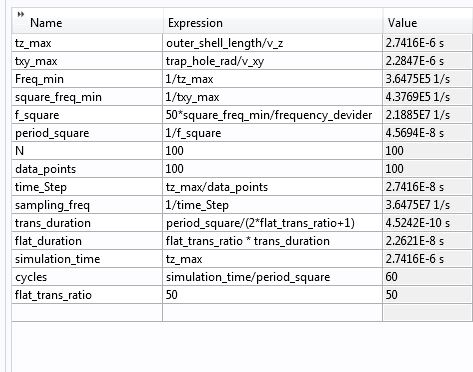 Name Expression Value
tz_max outer_shell_length/v_z 2.7416E-6 s
txy_max trap_hole_rad/v_xy 2.2847E-6 s
Freq_min 1/tz_max 3.6475E5 1/s
square_freq_min 1/txy_max 4.3769E5 1/s
f_square 50*square_freq_min/frequency_devider 2.1885E7 1/s
period_square 1/f_square 4.5694E-8 s
N 100 100
data_points 100 100
time_Step tz_max/data_points 2.7416E-8 s
sampling_freq 1/time_Step 3.6475E7 1/s
trans_duration period_square/(2*flat_trans_ratio+1) 4.5242E-10 s
flat_duration flat_trans_ratio * trans_duration 2.2621E-8 s
simulation_time tz_max 2.7416E-6 s
cycles simulation_time/period_square 60
flat_trans_ratio 50 50